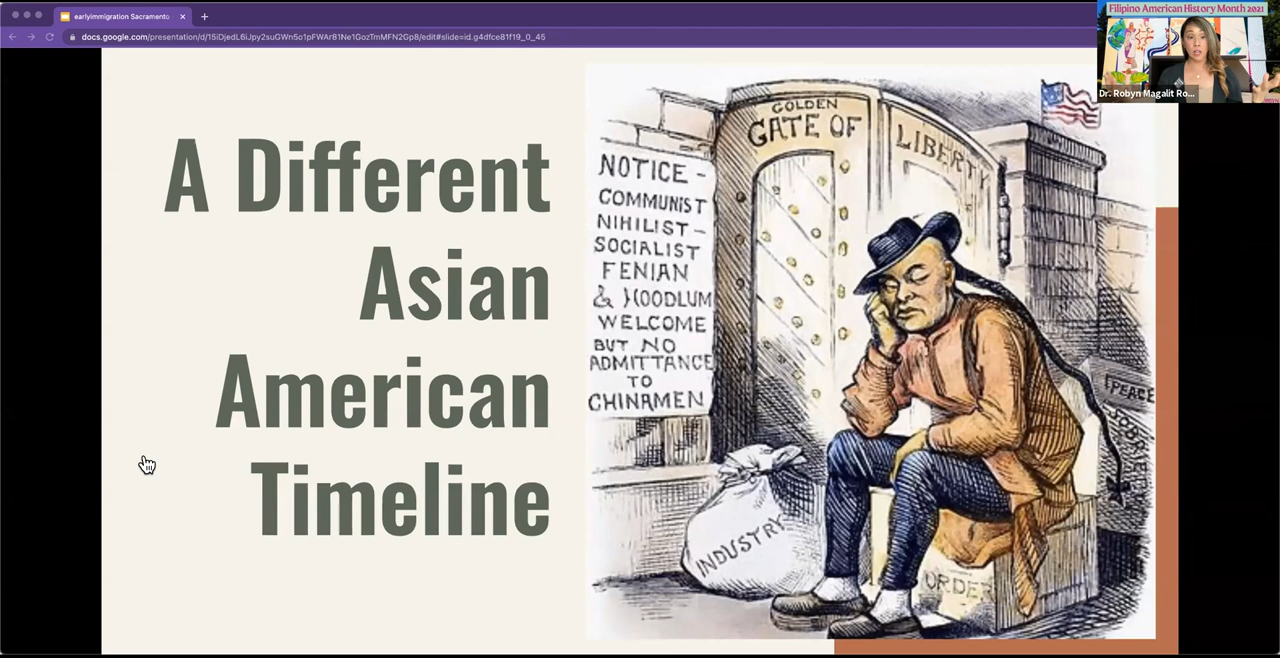 earlyimmigration Sacramento
docs.google.com/presentation/d/15iDjedL6iJpy2suGWn5o1pFWAr81Ne1GozTmMFN2Gp8/edit#slide=id.g4dfce81f19_0_45
Filipino American History Month 2021
Dr. Robyn Magalit Ro...
A Different
Asian
American
Timeline
GOLDEN
GATE OF
LIBERTY
NOTICE -
COMMUNIST
NIHILIST -
SOCIALIST
FENIAN
& HOODLUM
WELCOME
BUT NO
ADMITTANCE
TO
CHINAMEN
PEACE
INDUSTRY
ORDER